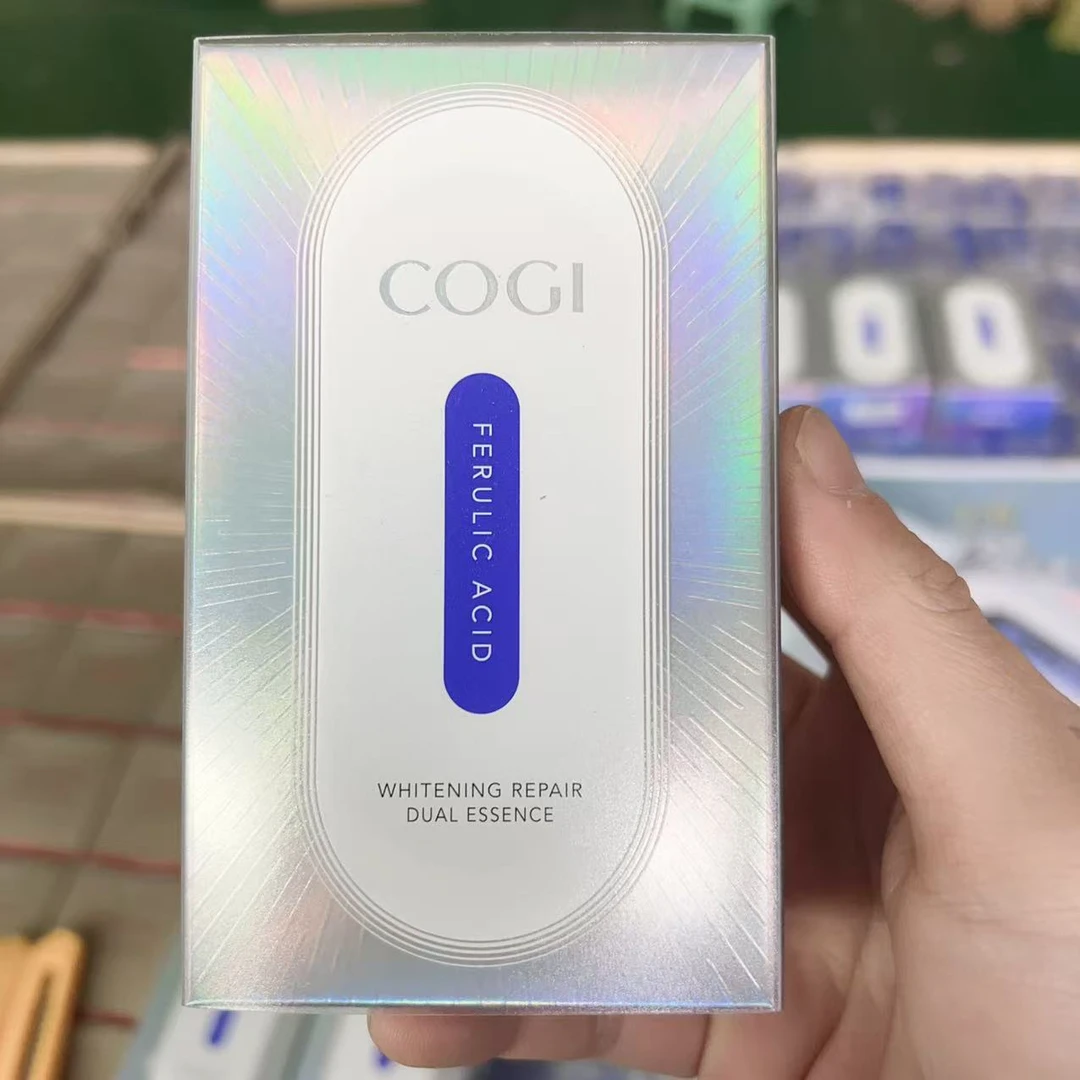 COGI
FERULIC ACID
WHITENING REPAIR
DUAL ESSENCE